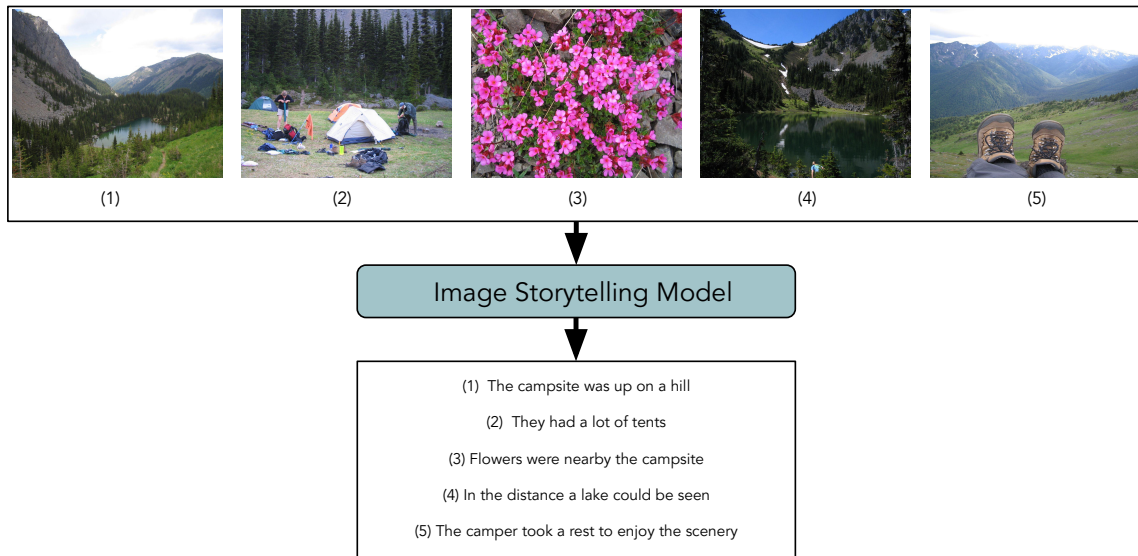 (1)
(2)
(3)
(4)
(5)
Image Storytelling Model
(1) The campsite was up on a hill
(2) They had a lot of tents
(3) Flowers were nearby the campsite
(4) In the distance a lake could be seen
(5) The camper took a rest to enjoy the scenery